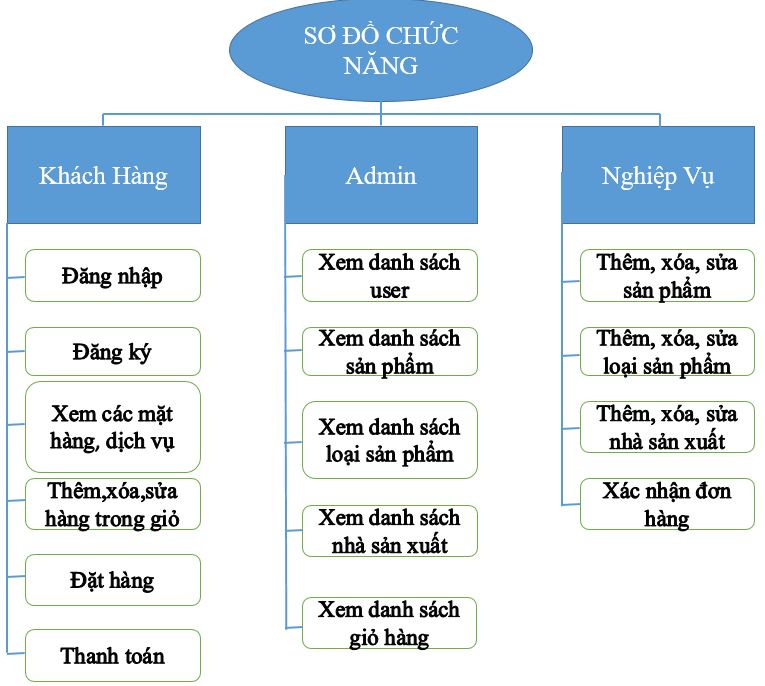 SƠ ĐỒ CHỨC
NĂNG
Khách Hàng
Đăng nhập
Đăng ký
Xem các mặt
hàng, dịch vụ
Thêm,xóa,sửa
hàng trong giỏ
Đặt hàng
Thanh toán
Admin
Xem danh sách
user
Xem danh sách
sản phẩm
Xem danh sách
loại sản phẩm
Xem danh sách
nhà sản xuất
Xem danh sách
giỏ hàng
Nghiệp Vụ
Thêm, xóa, sửa
sản phẩm
Thêm, xóa, sửa
loại sản phẩm
Thêm, xóa, sửa
nhà sản xuất
Xác nhận đơn
hàng